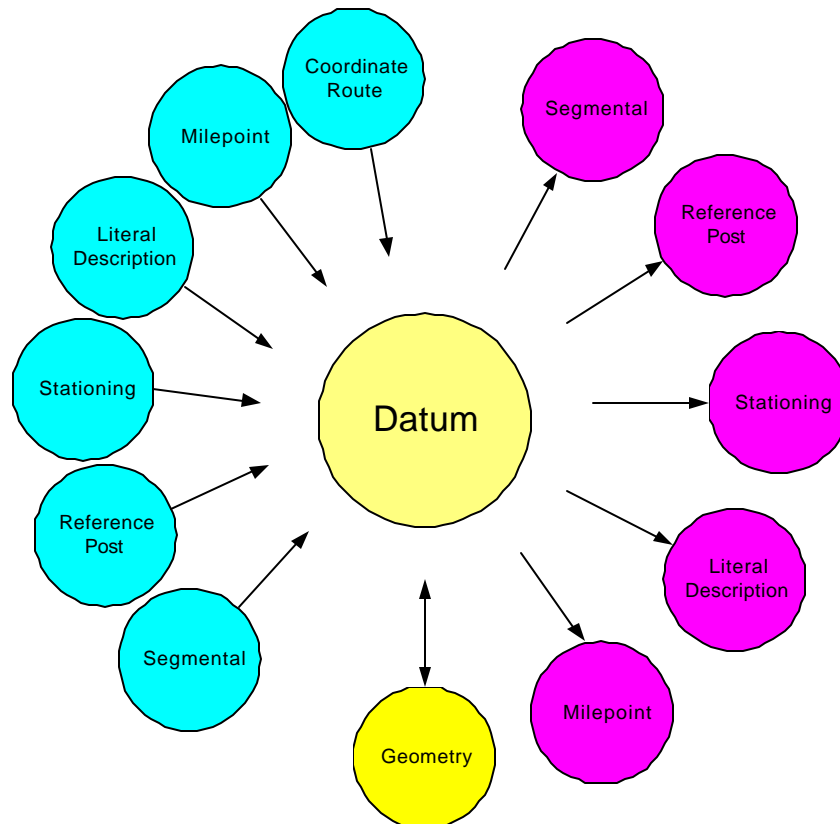 Coordinate
Route
Milepoint
Literal
Description
Stationing
Reference
Post
Segmental
Datum
Geometry
Segmental
Reference
Post
Stationing
Literal
Description
Milepoint